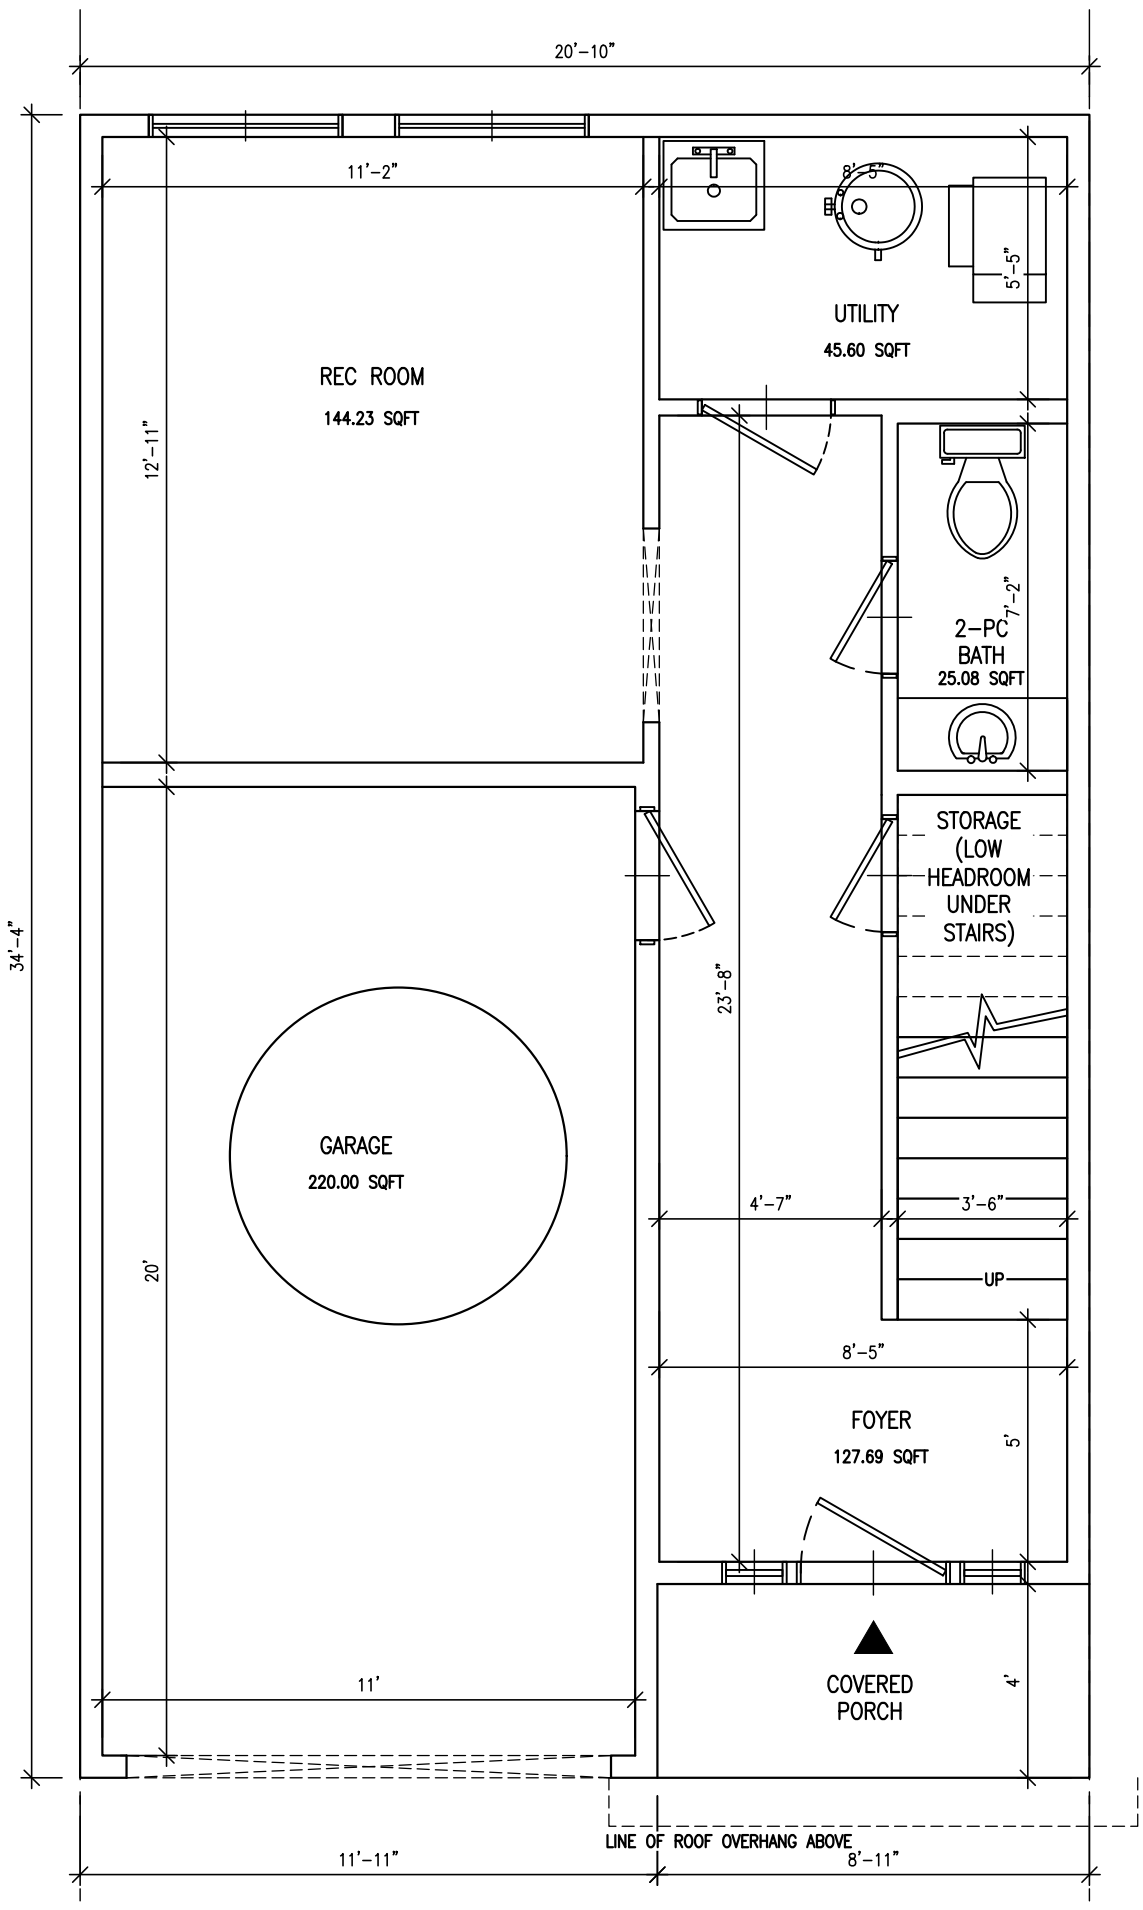 20'-10"
11'-2"
8'-5"
5'-5"
UTILITY
45.60 SQFT
REC ROOM
144.23 SQFT
12'-11"
7'-2"
2-PC
BATH
25.08 SQFT
STORAGE
(LOW
HEADROOM
UNDER
STAIRS)
34'-4"
23'-8"
GARAGE
220.00 SQFT
4'-7"
3'-6"
20'
UP
8'-5"
FOYER
127.69 SQFT
5'
11'
COVERED
PORCH
4'
LINE OF ROOF OVERHANG ABOVE
11'-11"
8'-11"